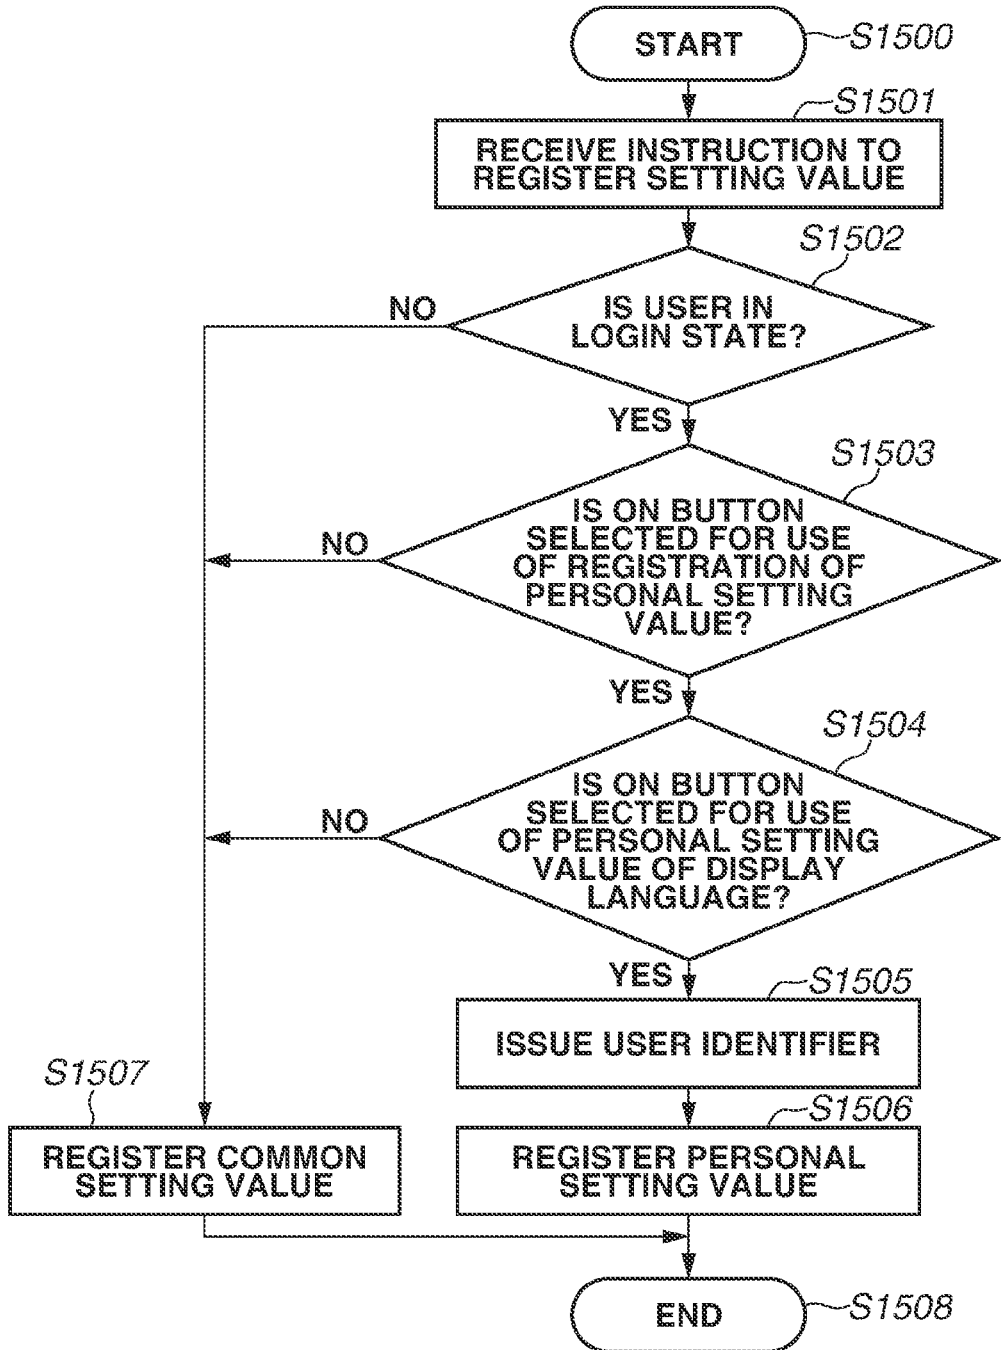 START
S1500
S1501
RECEIVE INSTRUCTION TO
REGISTER SETTING VALUE
S1502
NO
IS USER IN
LOGIN STATE?
YES
S1503
NO
IS ON BUTTON
SELECTED FOR USE
OF REGISTRATION OF
PERSONAL SETTING
VALUE?
YES
S1504
NO
IS ON BUTTON
SELECTED FOR USE
OF PERSONAL SETTING
VALUE OF DISPLAY
LANGUAGE?
YES
S1505
ISSUE USER IDENTIFIER
S1507
REGISTER COMMON
SETTING VALUE
S1506
REGISTER PERSONAL
SETTING VALUE
END
S1508